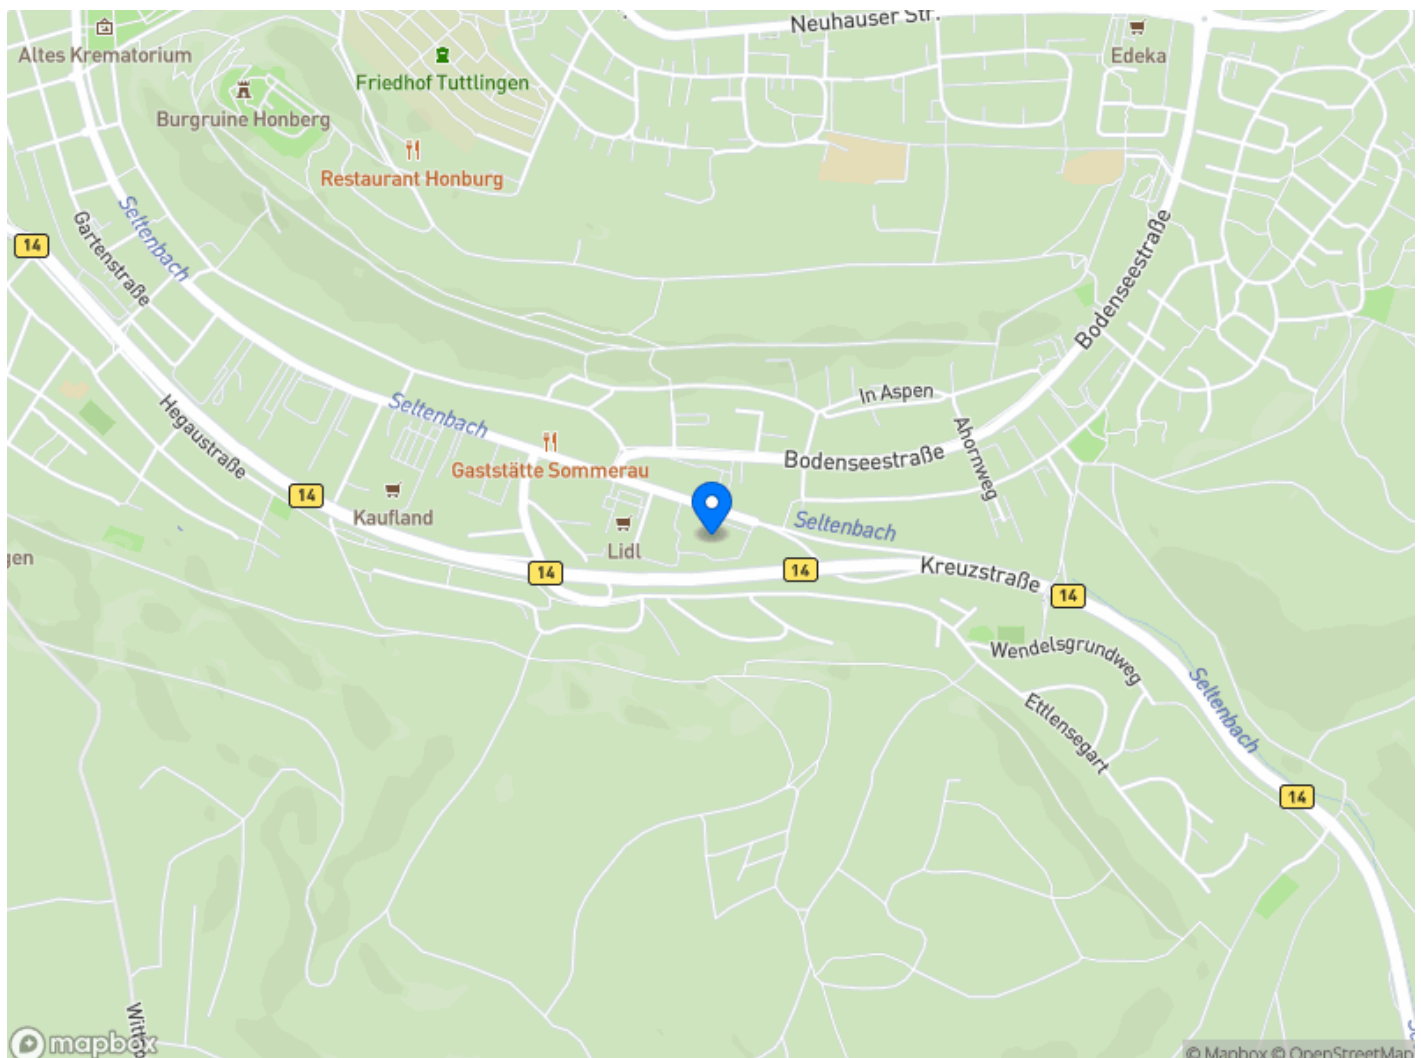 Neuhauser Str.
Edeka
Altes Krematorium
Friedhof Tuttlingen
Burgruine Honberg
Restaurant Honburg
Seltenbach
Gartenstraße
14
Bodenseestraße
Hegaustraße
Seltenbach
In Aspen
Ahornweg
Gaststätte Sommerau
Bodenseestraße
14
Kaufland
Lidl
Seltenbach
gen
14
14
Kreuzstraße
14
Wendelsgrundweg
Seltenbach
Ettlensegart
14
mapbox
© Mapbox © OpenStreetMap